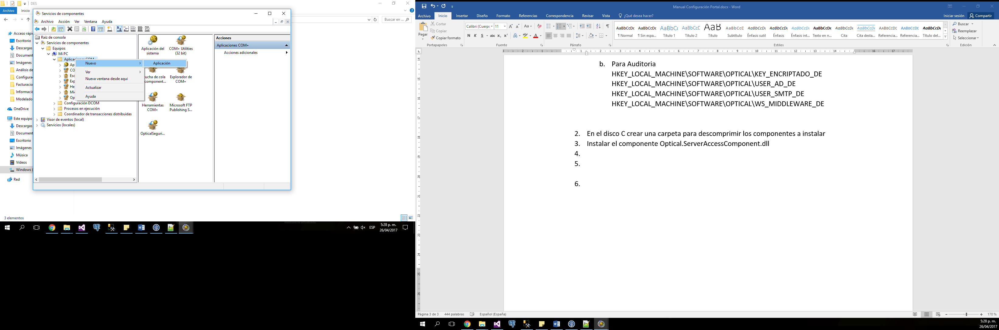 DES
Archivo
Inicio
Servicios de componentes
Archivo Acción Ver Ventana Ayuda
Buscar en ...
Acceso rápi
Escritorio
Descargas
Document
Imágenes
Análisis de
Configura
Facturacio
Informació
Modelado
OneDrive
Este equipo
Descargas
Document
Escritorio
Imágenes
Música
Vídeos
Windows (
Red
3 elementos
Raíz de consola
Servicios de componentes
Equipos
Mi PC
Aplicaciones COM+
Ap
CO
Esc
Exp
He
Mi
Op
Configuración DCOM
Procesos en ejecución
Coordinador de transacciones distribuidas
Visor de eventos (local)
Servicios (locales)
Nuevo
Ver
Nueva ventana desde aquí
Actualizar
Ayuda
Aplicación
Aplicación del sistema
COM+ Utilities (32 bit)
cucha de cola
component...
Explorador de COM+
Herramientas COM+
Microsoft FTP Publishing S...
OpticalSeguri...
Acciones
Aplicaciones COM+
Acciones adicionales
ESP
5:28 p. m.
26/04/2017
Manual Configuración Portal.docx - Word
Archivo Inicio Insertar Diseño Formato Referencias Correspondencia Revisar Vista ¿Qué desea hacer?
Iniciar sesión Compartir
Pegar
Cortar
Copiar
Copiar formato
Portapapeles
Calibri (Cuerpo 11
N K S abc x₂ x²
Fuente
Párrafo
AaBbCcDc AaBbCcDc AaBbC( AaBbCcE AaB AaBbCcD AaBbCcDc AaBbCcDc AaBbCcDc AaBbCcDc AaBbCcDc AaBbCcDc AaBbCcDE AaBbCcDE AaBbCcDc
¶ Normal ¶ Sin espa... Título 1 Título 2 Título Subtítulo Énfasis sutil Énfasis Énfasis int... Texto en n... Cita Cita desta... Referencia... Referencia... Título del...
Estilos
Buscar
Reemplazar
Seleccionar
Edición
b. Para Auditoria
HKEY_LOCAL_MACHINE\SOFTWARE\OPTICAL\KEY_ENCRIPTADO_DE
HKEY_LOCAL_MACHINE\SOFTWARE\OPTICAL\USER_AD_DE
HKEY_LOCAL_MACHINE\SOFTWARE\OPTICAL\USER_SMTP_DE
HKEY_LOCAL_MACHINE\SOFTWARE\OPTICAL\WS_MIDDLEWARE_DE
2. En el disco C crear una carpeta para descomprimir los componentes a instalar
3. Instalar el componente Optical.ServerAccessComponent.dll
4.
5.
6.
Página 3 de 3 444 palabras Español (España)
170 %
5:28 p. m.
26/04/2017